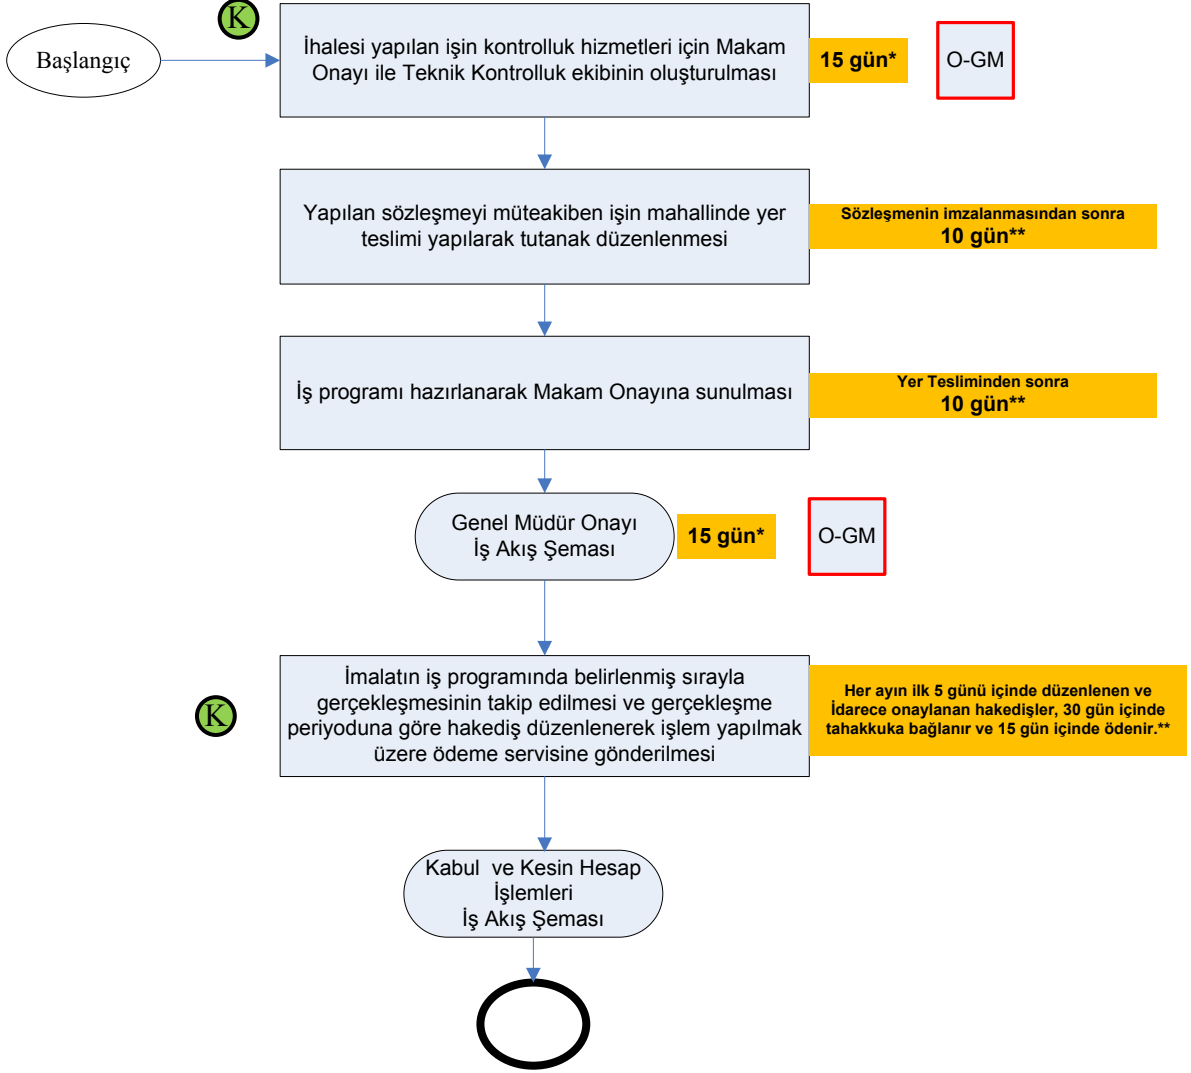 K
Başlangıç
İhalesi yapılan işin kontrolluk hizmetleri için Makam
Onayı ile Teknik Kontrolluk ekibinin oluşturulması
15 gün*
O-GM
Yapılan sözleşmeyi müteakiben işin mahallinde yer
teslimi yapılarak tutanak düzenlenmesi
Sözleşmenin imzalanmasından sonra
10 gün**
İş programı hazırlanarak Makam Onayına sunulması
Yer Tesliminden sonra
10 gün**
Genel Müdür Onayı
İş Akış Şeması
15 gün*
O-GM
K
İmalatın iş programında belirlenmiş sırayla
gerçekleşmesinin takip edilmesi ve gerçekleşme
periyoduna göre hakediş düzenlenerek işlem yapılmak
üzere ödeme servisine gönderilmesi
Her ayın ilk 5 günü içinde düzenlenen ve
İdarece onaylanan hakedişler, 30 gün içinde
tahakkuka bağlanır ve 15 gün içinde ödenir.**
Kabul ve Kesin Hesap
İşlemleri
İş Akış Şeması